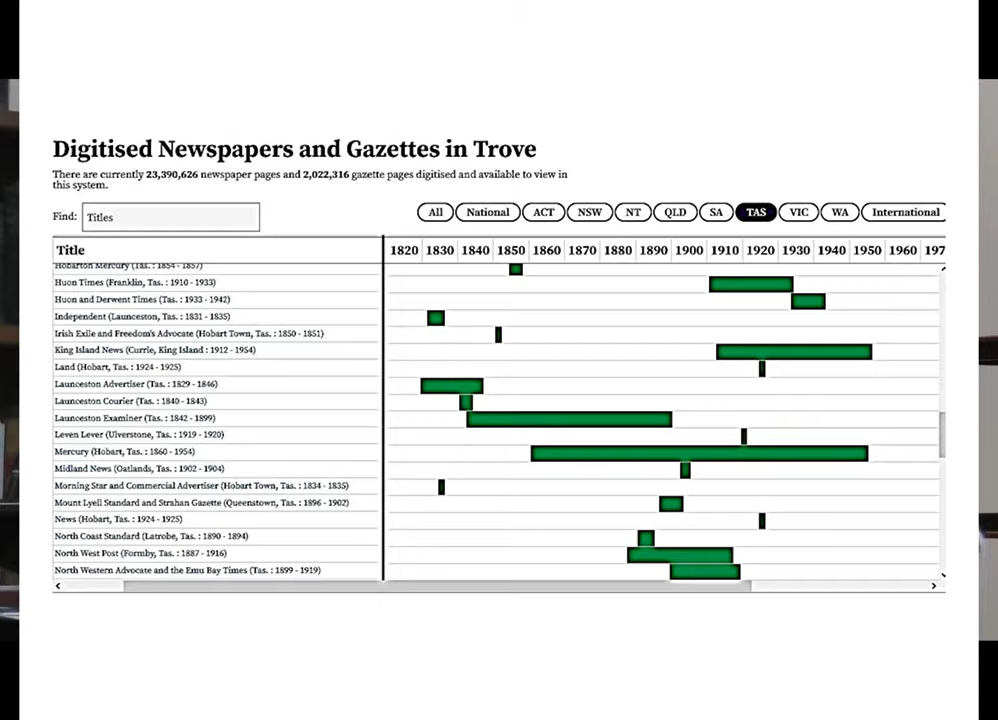 Digitised Newspapers and Gazettes in Trove
There are currently 23,390,626 newspaper pages and 2,022,316 gazette pages digitised and available to view in
this system.
Find: Titles All National ACT NSW NT QLD SA TAS VIC WA International
Title 1820 1830 1840 1850 1860 1870 1880 1890 1900 1910 1920 1930 1940 1950 1960 197
Hobarton Mercury (Tas. : 1854 - 1857)
Huon Times (Franklin, Tas. : 1910 - 1933)
Huon and Derwent Times (Tas. : 1933 - 1942)
Independent (Launceston, Tas. : 1831 - 1835)
Irish Exile and Freedom's Advocate (Hobart Town, Tas. : 1850 - 1851)
King Island News (Currie, King Island : 1912 - 1954)
Land (Hobart, Tas. : 1924 - 1925)
Launceston Advertiser (Tas. : 1829 - 1846)
Launceston Courier (Tas. : 1840 - 1843)
Launceston Examiner (Tas. : 1842 - 1899)
Leven Lever (Ulverstone, Tas. : 1919 - 1920)
Mercury (Hobart, Tas. : 1860 - 1954)
Midland News (Oatlands, Tas. : 1902 - 1904)
Morning Star and Commercial Advertiser (Hobart Town, Tas. : 1834 - 1835)
Mount Lyell Standard and Strahan Gazette (Queenstown, Tas. : 1896 - 1902)
News (Hobart, Tas. : 1924 - 1925)
North Coast Standard (Latrobe, Tas. : 1890 - 1894)
North West Post (Formby, Tas. : 1887 - 1916)
North Western Advocate and the Emu Bay Times (Tas. : 1899 - 1919)